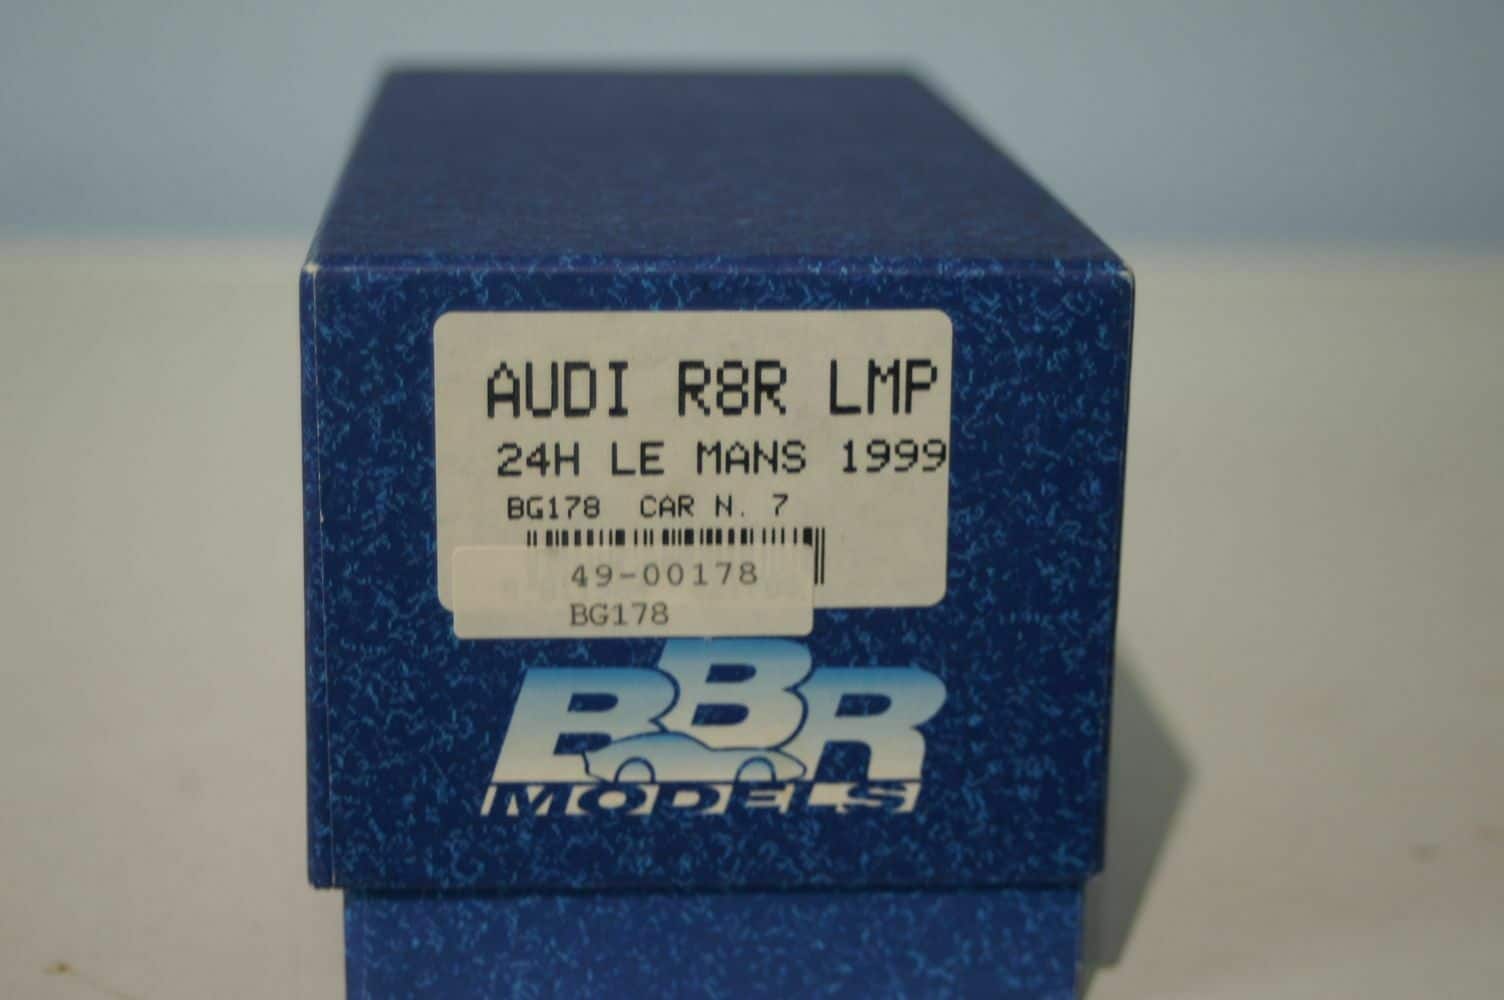 AUDI R8R LMP
24H LE MANS 1999
BG178 CAR N. 7
49-00178
BG178
BBR
MODELS